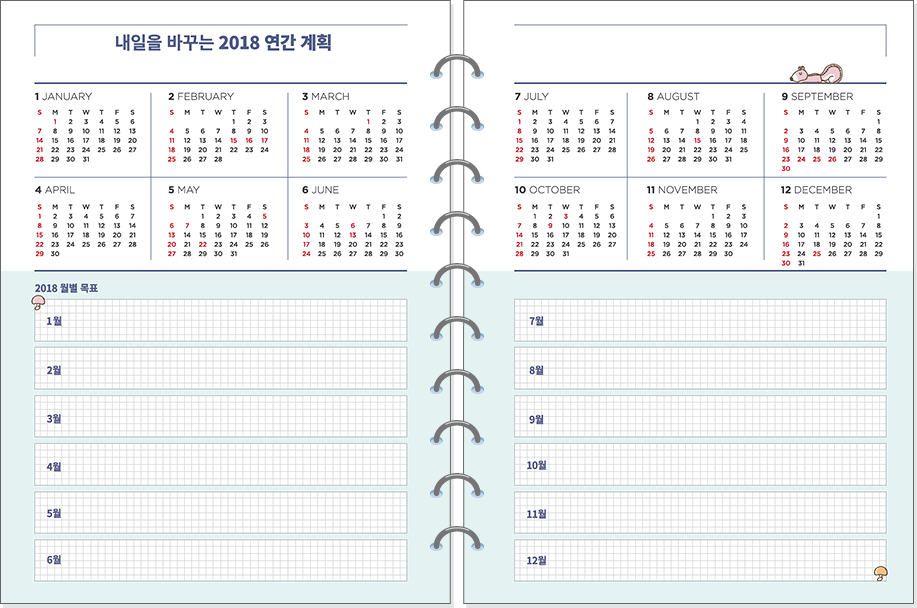 내일을 바꾸는 2018 연간 계획
1 JANUARY
S M T W T F S
1 2 3 4 5 6
7 8 9 10 11 12 13
14 15 16 17 18 19 20
21 22 23 24 25 26 27
28 29 30 31
2 FEBRUARY
S M T W T F S
1 2 3
4 5 6 7 8 9 10
11 12 13 14 15 16 17
18 19 20 21 22 23 24
25 26 27 28
3 MARCH
S M T W T F S
1 2 3
4 5 6 7 8 9 10
11 12 13 14 15 16 17
18 19 20 21 22 23 24
25 26 27 28 29 30 31
4 APRIL
S M T W T F S
1 2 3 4 5 6 7
8 9 10 11 12 13 14
15 16 17 18 19 20 21
22 23 24 25 26 27 28
29 30
5 MAY
S M T W T F S
1 2 3 4 5
6 7 8 9 10 11 12
13 14 15 16 17 18 19
20 21 22 23 24 25 26
27 28 29 30 31
6 JUNE
S M T W T F S
1 2
3 4 5 6 7 8 9
10 11 12 13 14 15 16
17 18 19 20 21 22 23
24 25 26 27 28 29 30
2018 월별 목표
1월
2월
3월
4월
5월
6월
7 JULY
S M T W T F S
1 2 3 4 5 6 7
8 9 10 11 12 13 14
15 16 17 18 19 20 21
22 23 24 25 26 27 28
29 30 31
8 AUGUST
S M T W T F S
1 2 3 4
5 6 7 8 9 10 11
12 13 14 15 16 17 18
19 20 21 22 23 24 25
26 27 28 29 30 31
9 SEPTEMBER
S M T W T F S
1
2 3 4 5 6 7 8
9 10 11 12 13 14 15
16 17 18 19 20 21 22
23 24 25 26 27 28 29
30
10 OCTOBER
S M T W T F S
1 2 3 4 5 6
7 8 9 10 11 12 13
14 15 16 17 18 19 20
21 22 23 24 25 26 27
28 29 30 31
11 NOVEMBER
S M T W T F S
1 2 3
4 5 6 7 8 9 10
11 12 13 14 15 16 17
18 19 20 21 22 23 24
25 26 27 28 29 30
12 DECEMBER
S M T W T F S
1
2 3 4 5 6 7 8
9 10 11 12 13 14 15
16 17 18 19 20 21 22
23 24 25 26 27 28 29
30 31
7월
8월
9월
10월
11월
12월